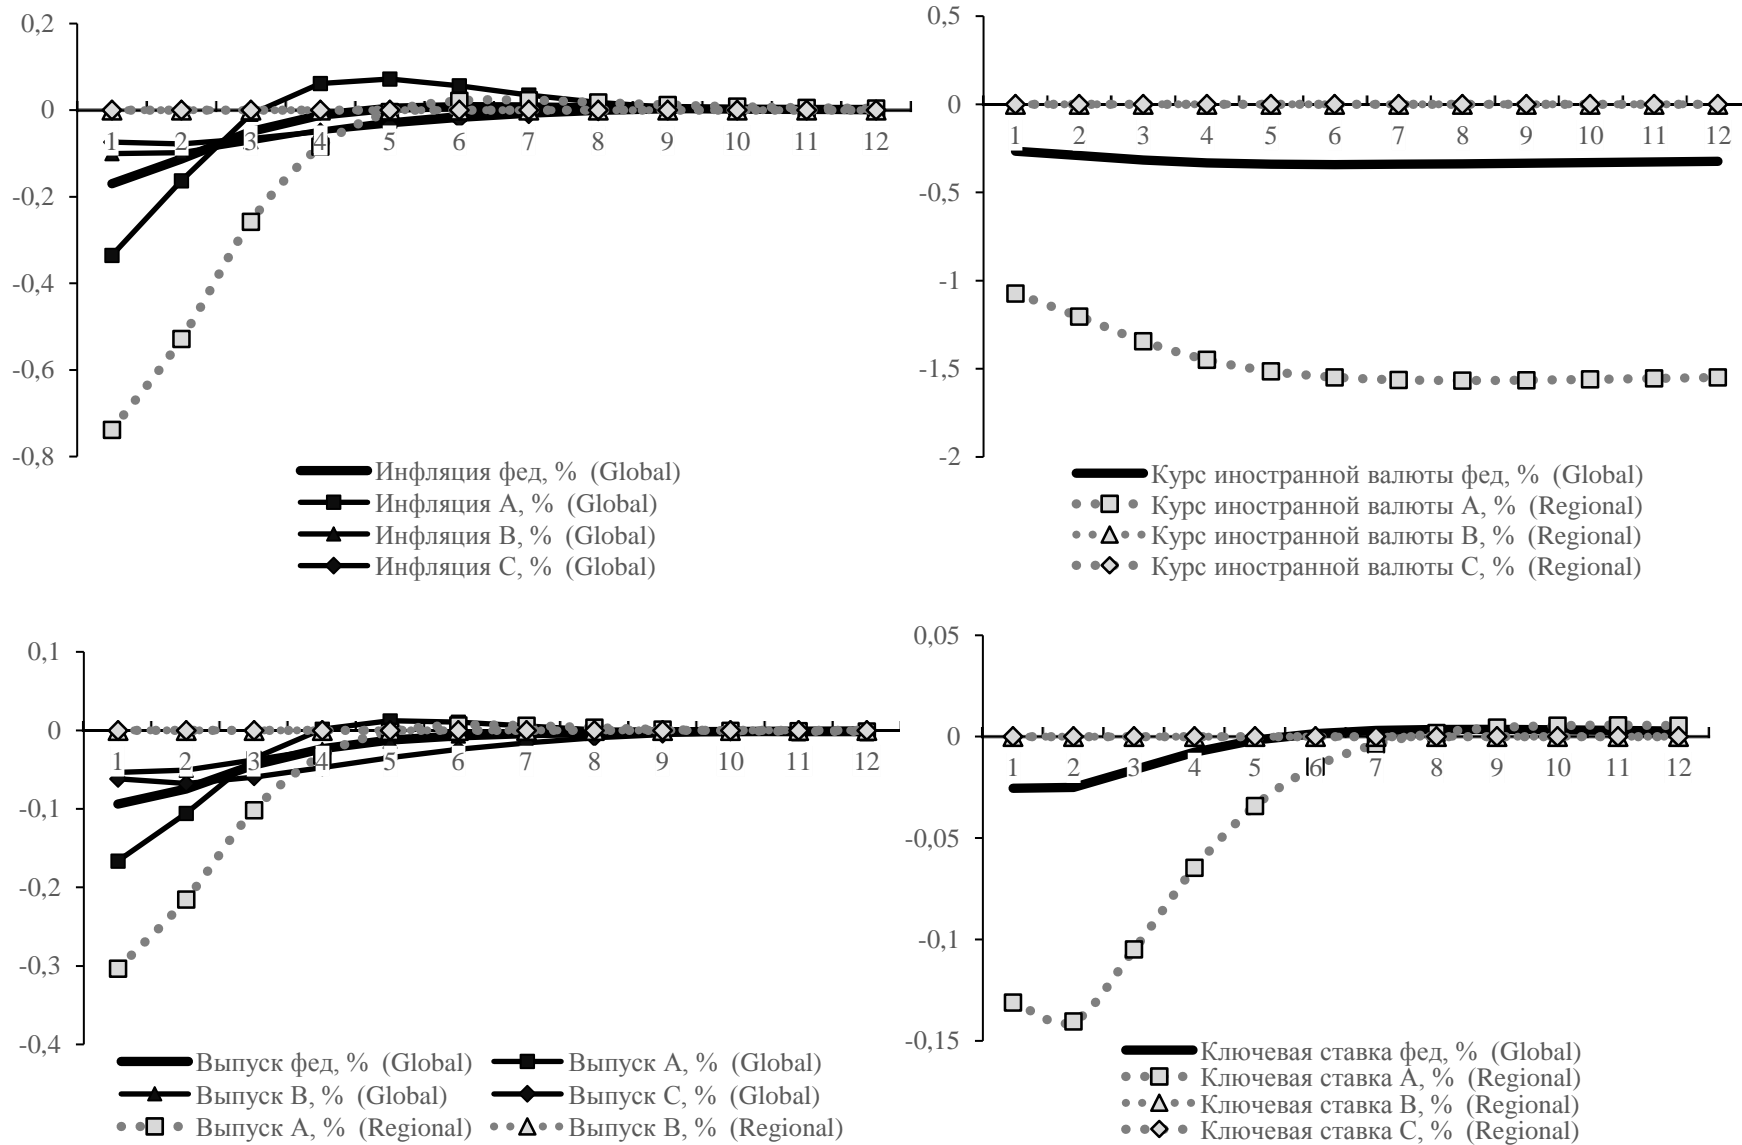 0,2
0
-0,2
-0,4
-0,6
-0,8
1 2 3 4 5 6 7 8 9 10 11 12
Инфляция фед, % (Global)
Инфляция A, % (Global)
Инфляция B, % (Global)
Инфляция C, % (Global)
0,5
0
-0,5
-1
-1,5
-2
1 2 3 4 5 6 7 8 9 10 11 12
Курс иностранной валюты фед, % (Global)
Курс иностранной валюты A, % (Regional)
Курс иностранной валюты B, % (Regional)
Курс иностранной валюты C, % (Regional)
0,1
0
-0,1
-0,2
-0,3
-0,4
1 2 3 4 5 6 7 8 9 10 11 12
Выпуск фед, % (Global) Выпуск A, % (Global)
Выпуск B, % (Global) Выпуск C, % (Global)
Выпуск A, % (Regional) Выпуск B, % (Regional)
0,05
0
-0,05
-0,1
-0,15
1 2 3 4 5 6 7 8 9 10 11 12
Ключевая ставка фед, % (Global)
Ключевая ставка A, % (Regional)
Ключевая ставка B, % (Regional)
Ключевая ставка C, % (Regional)